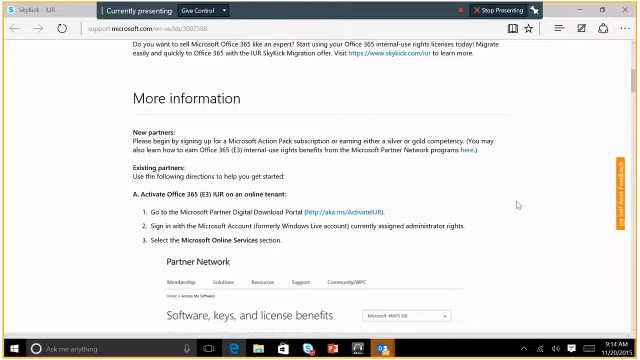 SkyKick - IUR
Currently presenting
Give Control
Stop Presenting
support.microsoft.com/en-us/kb/3007588
Do you want to sell Microsoft Office 365 like an expert? Start using your Office 365 internal-use rights licenses today! Migrate
easily and quickly to Office 365 with the IUR SkyKick Migration offer. Visit https://www.skykick.com/iur to learn more.
More information
New partners:
Please begin by signing up for a Microsoft Action Pack subscription or earning either a silver or gold competency. (You may
also learn how to earn Office 365 (E3) internal-use rights benefits from the Microsoft Partner Network programs here.)
Existing partners:
Use the following directions to help you get started:
A. Activate Office 365 (E3) IUR on an online tenant
1. Go to the Microsoft Partner Digital Download Portal (http://aka.ms/ActivateIUR).
2. Sign in with the Microsoft Account (formerly Windows Live account) currently assigned administrator rights.
3. Select the Microsoft Online Services section.
Partner Network
Membership Solutions Resources Support Community/WPC
Home > Access My Software
Software, keys, and license benefits
Microsoft MAPS DD
Ask me anything
9:14 AM
11/20/2015